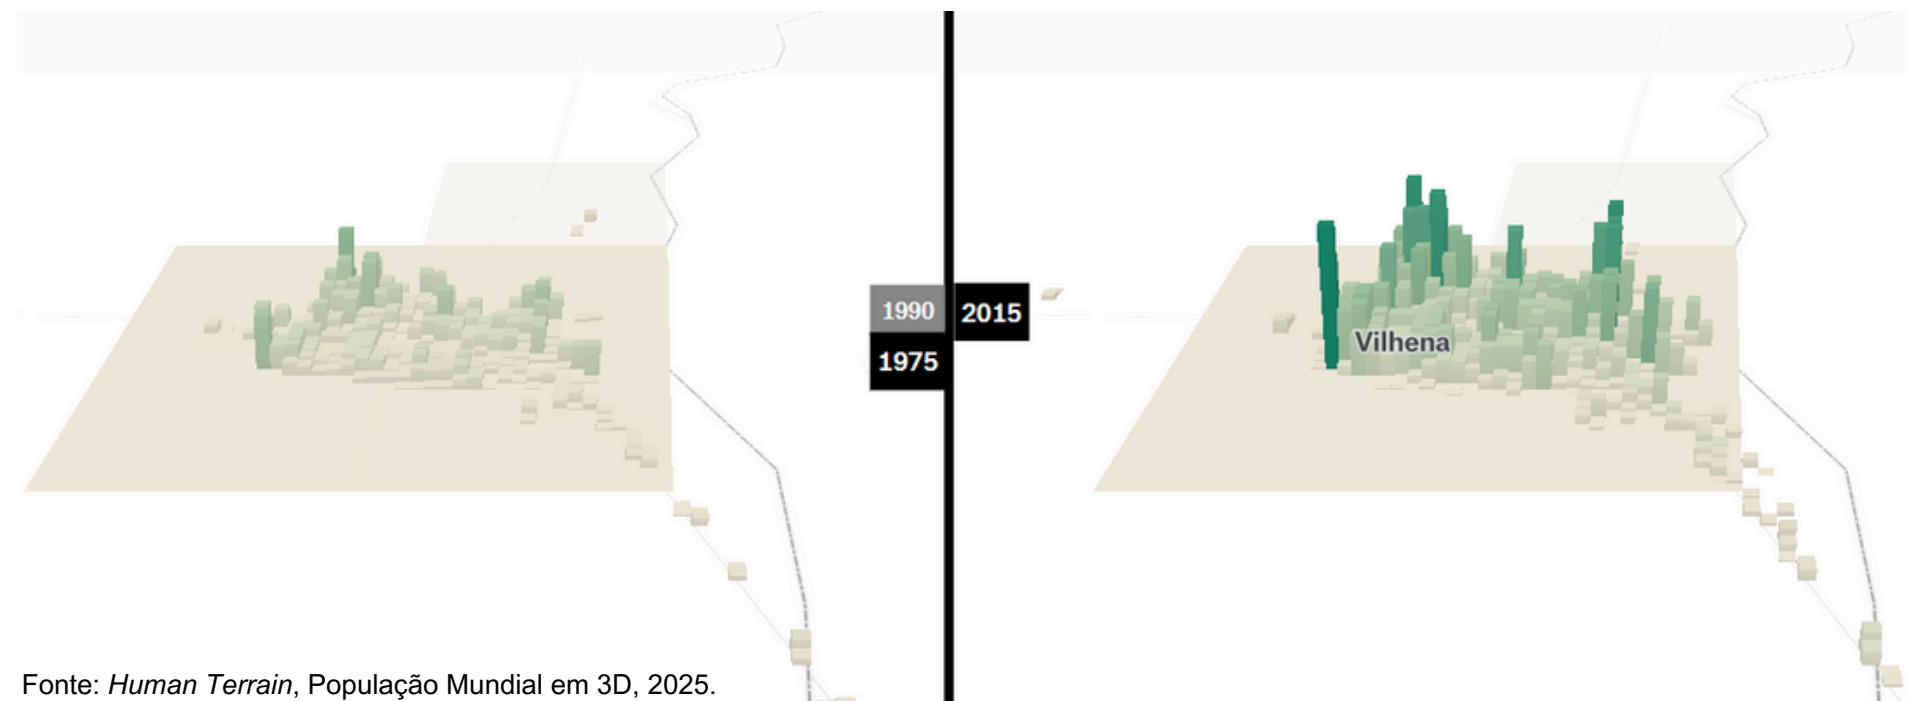 1990
2015
1975
Vilhena
Fonte: Human Terrain, População Mundial em 3D, 2025.